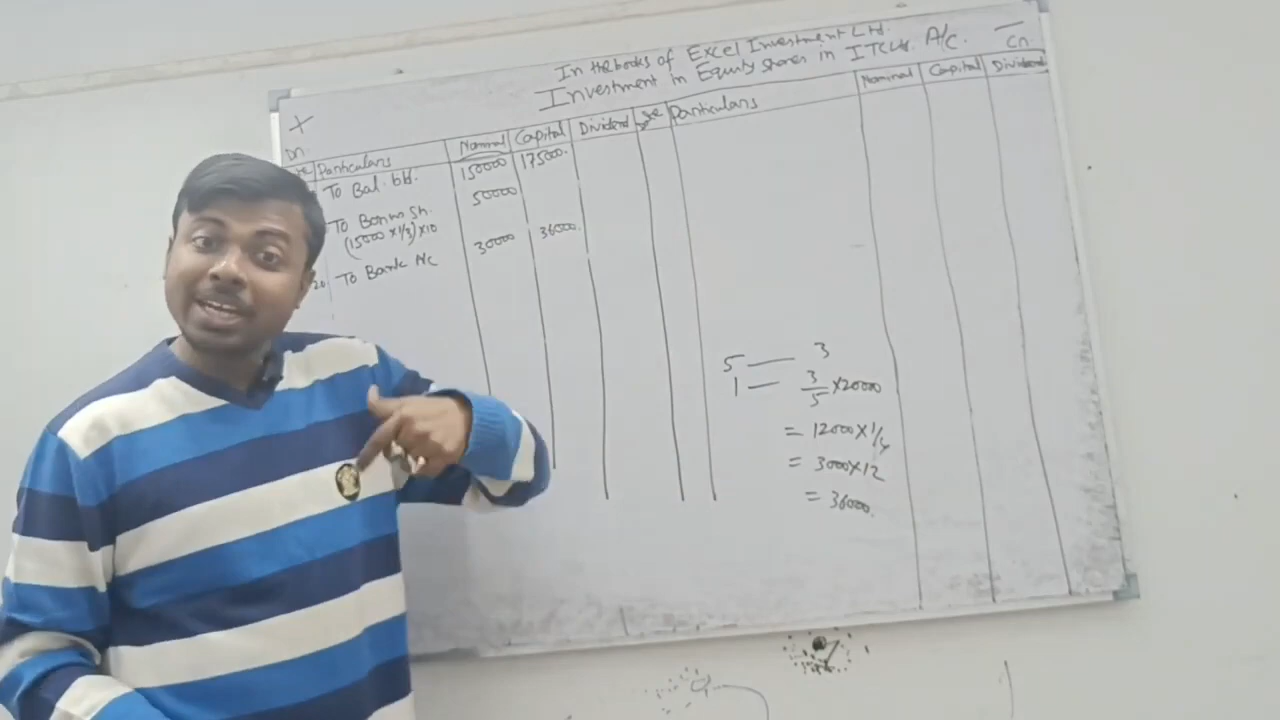 In the books of Excel Investment Ltd.
Investment in Equity shares in ITC Ltd. A/C.
Dr.
Cr.
Particulars Nominal Capital Dividend Particulars Nominal Capital Dividend
To Bal. b/d. 150000 175000.
To Bonus Sh. 50000
(15000 x 1/3) x 10
20 To Bank A/c 30000 36000.
5 — 3
1 — 3/5 x 20000
= 12000 x 1/4
= 3000 x 12
= 36000.